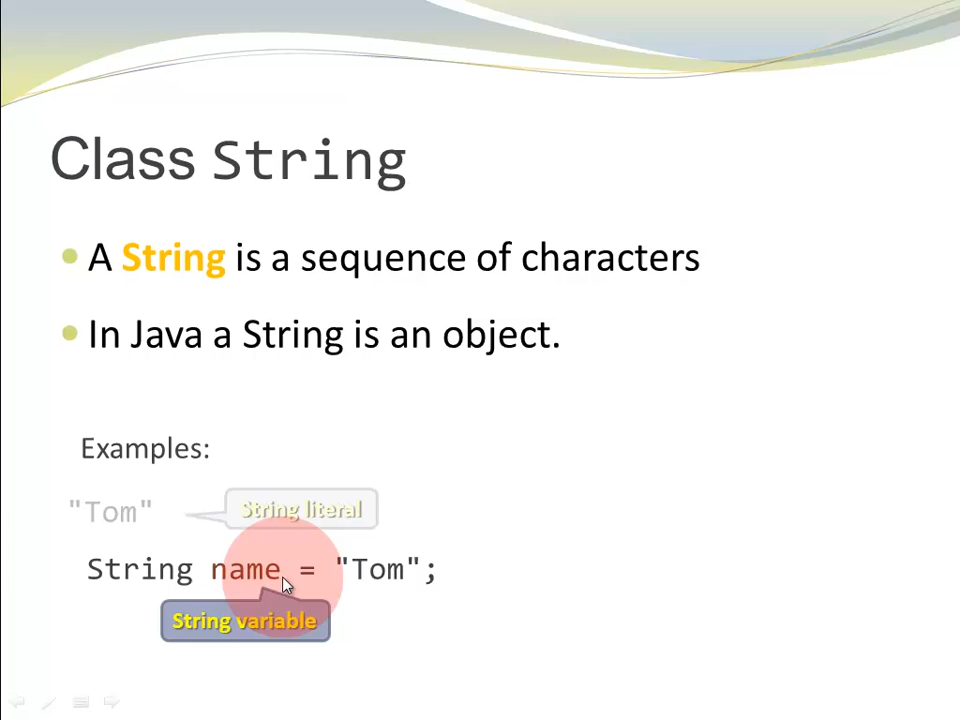 Class String
A String is a sequence of characters
In Java a String is an object.
Examples:
"Tom" String literal
String name = "Tom";
String variable